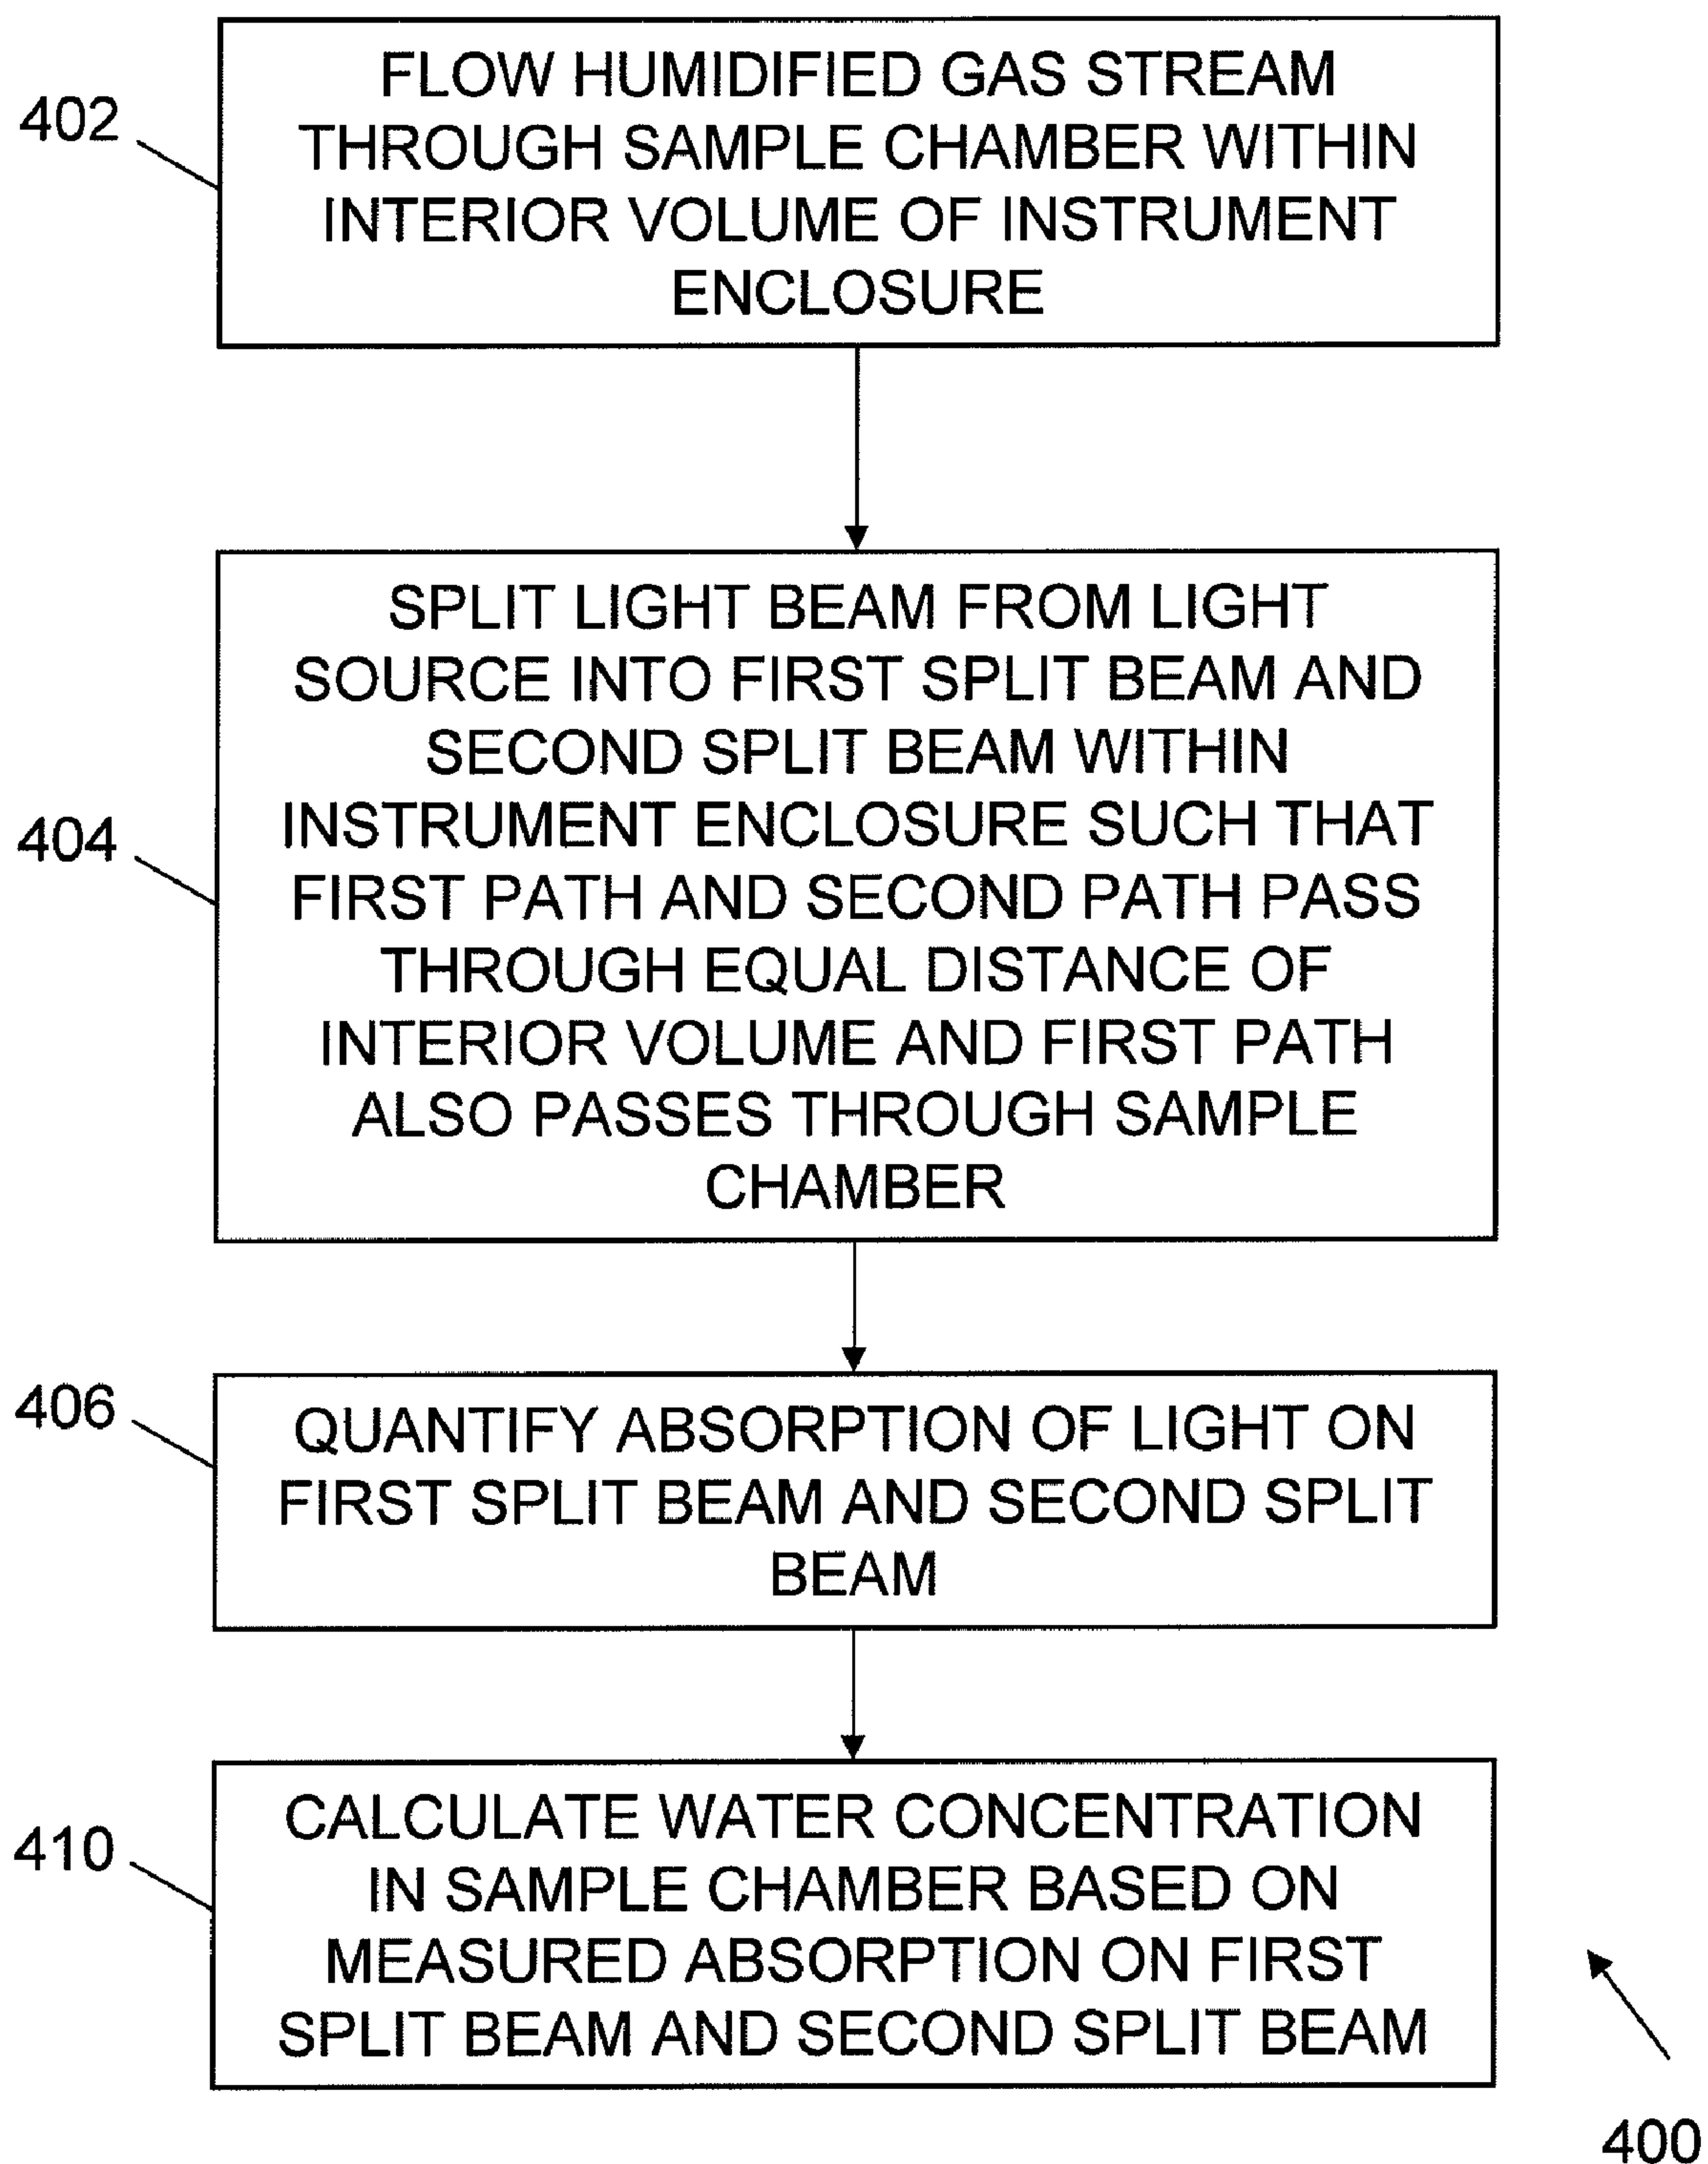 402
FLOW HUMIDIFIED GAS STREAM
THROUGH SAMPLE CHAMBER WITHIN
INTERIOR VOLUME OF INSTRUMENT
ENCLOSURE
404
SPLIT LIGHT BEAM FROM LIGHT
SOURCE INTO FIRST SPLIT BEAM AND
SECOND SPLIT BEAM WITHIN
INSTRUMENT ENCLOSURE SUCH THAT
FIRST PATH AND SECOND PATH PASS
THROUGH EQUAL DISTANCE OF
INTERIOR VOLUME AND FIRST PATH
ALSO PASSES THROUGH SAMPLE
CHAMBER
406
QUANTIFY ABSORPTION OF LIGHT ON
FIRST SPLIT BEAM AND SECOND SPLIT
BEAM
410
CALCULATE WATER CONCENTRATION
IN SAMPLE CHAMBER BASED ON
MEASURED ABSORPTION ON FIRST
SPLIT BEAM AND SECOND SPLIT BEAM
400